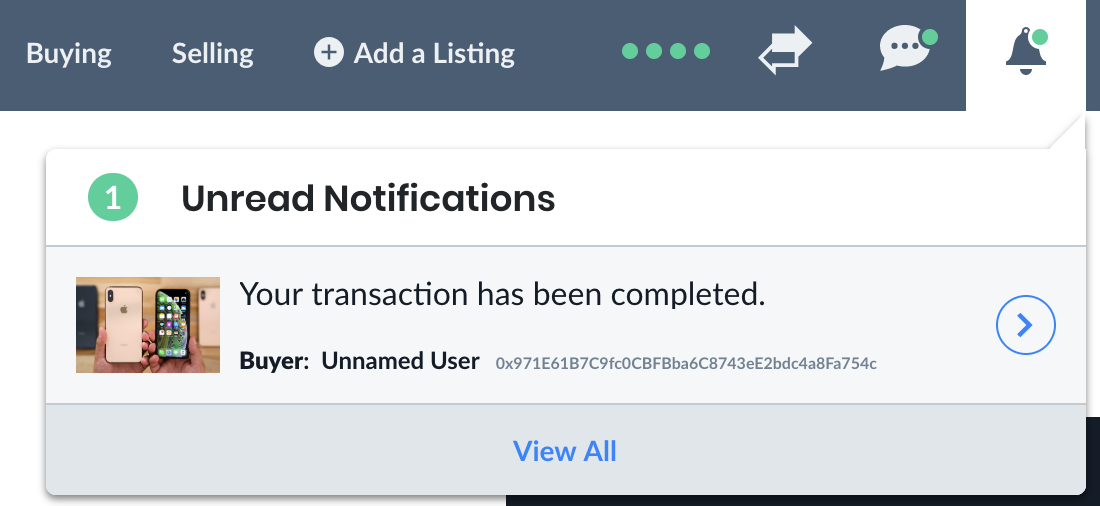 Buying Selling Add a Listing
1 Unread Notifications
Your transaction has been completed.
Buyer: Unnamed User 0x971E61B7C9fc0CBFBba6C8743eE2bdc4a8Fa754c
View All